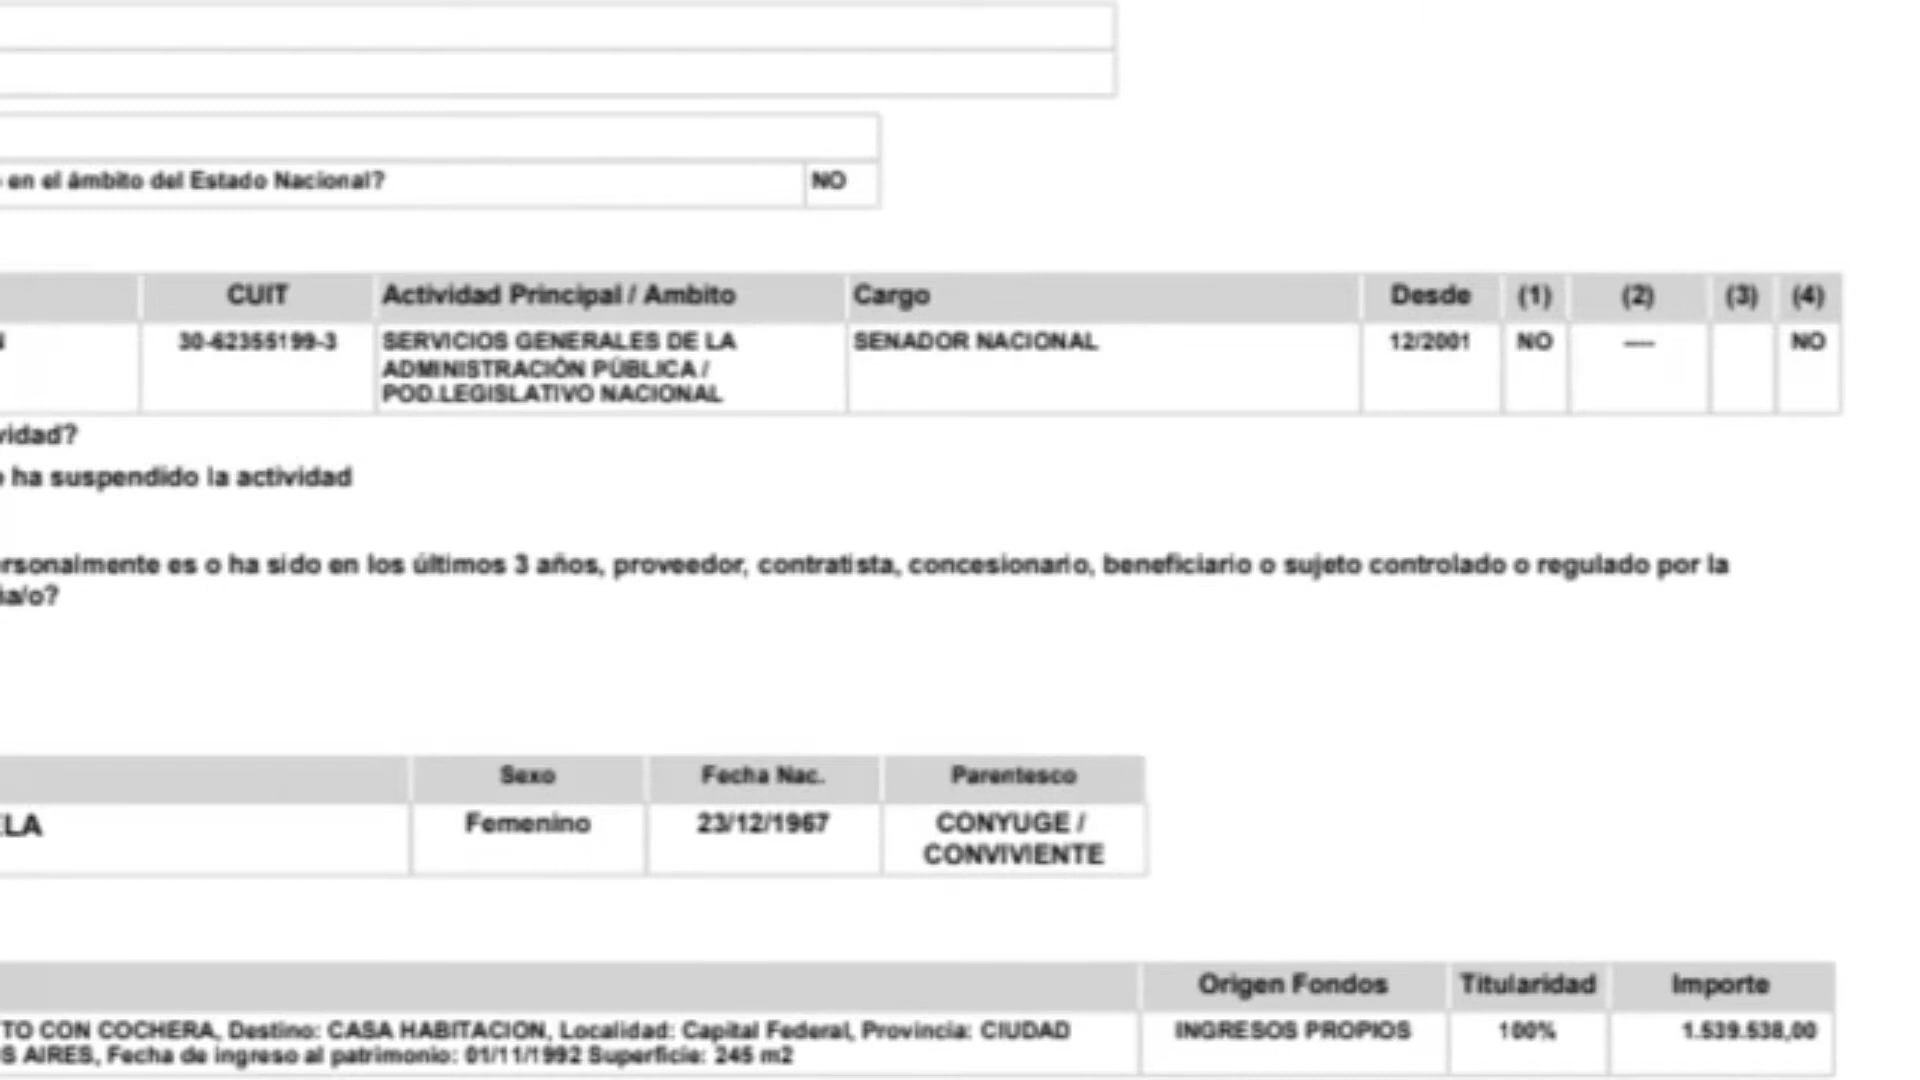 en el ámbito del Estado Nacional? NO
CUIT Actividad Principal / Ambito Cargo Desde (1) (2) (3) (4)
30-62355199-3 SERVICIOS GENERALES DE LA SENADOR NACIONAL 12/2001 NO ---- NO
ADMINISTRACIÓN PÚBLICA /
POD.LEGISLATIVO NACIONAL
vidad?
o ha suspendido la actividad
ersonalmente es o ha sido en los últimos 3 años, proveedor, contratista, concesionario, beneficiario o sujeto controlado o regulado por la
ña/o?
Sexo Fecha Nac. Parentesco
ELA Femenino 23/12/1967 CONYUGE /
CONVIVIENTE
Origen Fondos Titularidad Importe
TO CON COCHERA, Destino: CASA HABITACION, Localidad: Capital Federal, Provincia: CIUDAD INGRESOS PROPIOS 100% 1.539.538,00
S AIRES, Fecha de ingreso al patrimonio: 01/11/1992 Superficie: 245 m2